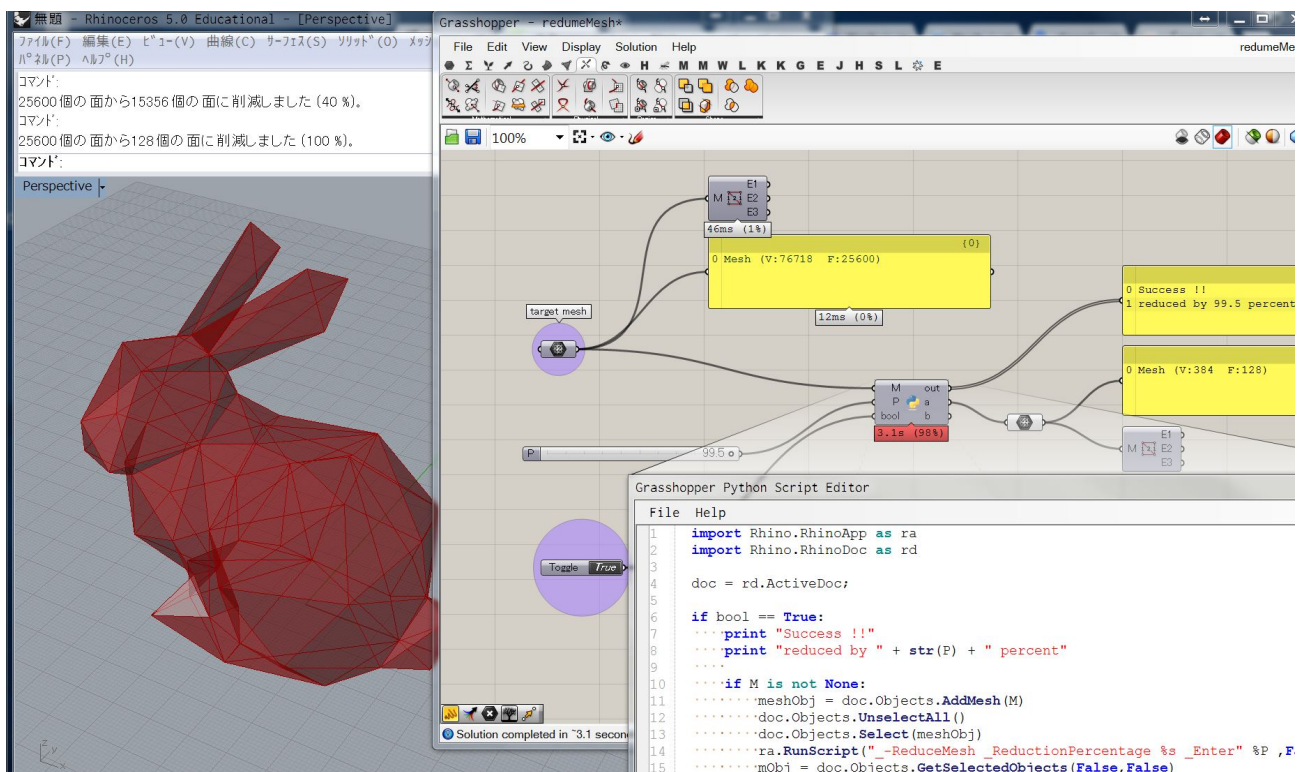 無題 - Rhinoceros 5.0 Educational - [Perspective]
ファイル(F) 編集(E) ビュー(V) 曲線(C) サーフェス(S) ソリッド(O) メッシ
パネル(P) ヘルプ(H)
コマンド:
25600個の面から15356個の面に削減しました (40 %)。
コマンド:
25600個の面から128個の面に削減しました (100 %)。
コマンド:
Perspective
z y
x
Grasshopper - redumeMesh*
File Edit View Display Solution Help
redumeMe
Σ H M M W L K K G E J H S L E
100%
M E1
E2
E3
46ms (1%)
{0}
0 Mesh (V:76718 F:25600)
12ms (0%)
target mesh
0 Success !!
1 reduced by 99.5 percent
0 Mesh (V:384 F:128)
M out
P a
bool b
3.1s (98%)
M E1
E2
E3
P 99.5
Toggle True
Solution completed in ~3.1 secon
Grasshopper Python Script Editor
File Help
1 import Rhino.RhinoApp as ra
2 import Rhino.RhinoDoc as rd
3
4 doc = rd.ActiveDoc;
5
6 if bool == True:
7 ····print "Success !!"
8 ····print "reduced by " + str(P) + " percent"
9 ····
10 ····if M is not None:
11 ········meshObj = doc.Objects.AddMesh(M)
12 ········doc.Objects.UnselectAll()
13 ········doc.Objects.Select(meshObj)
14 ········ra.RunScript("_-ReduceMesh _ReductionPercentage %s _Enter" %P ,Fa
15 ········mObj = doc.Objects.GetSelectedObjects(False,False)